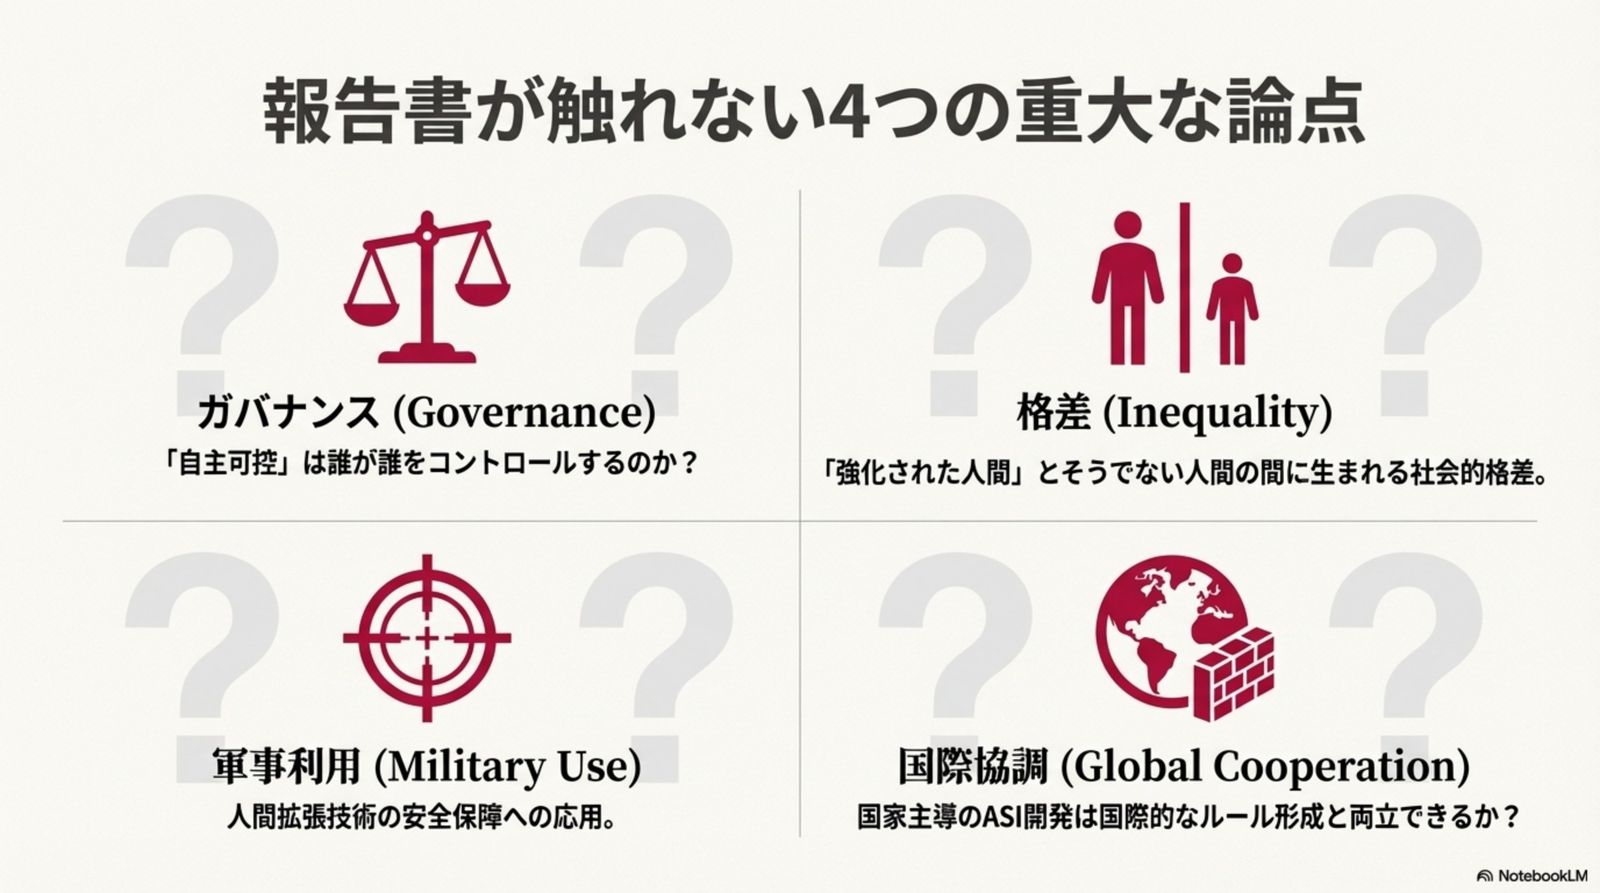 報告書が触れない4つの重大な論点
ガバナンス (Governance)
「自主可控」は誰が誰をコントロールするのか？
格差 (Inequality)
「強化された人間」とそうでない人間の間に生まれる社会的格差。
軍事利用 (Military Use)
人間拡張技術の安全保障への応用。
国際協調 (Global Cooperation)
国家主導のASI開発は国際的なルール形成と両立できるか？
NotebookLM